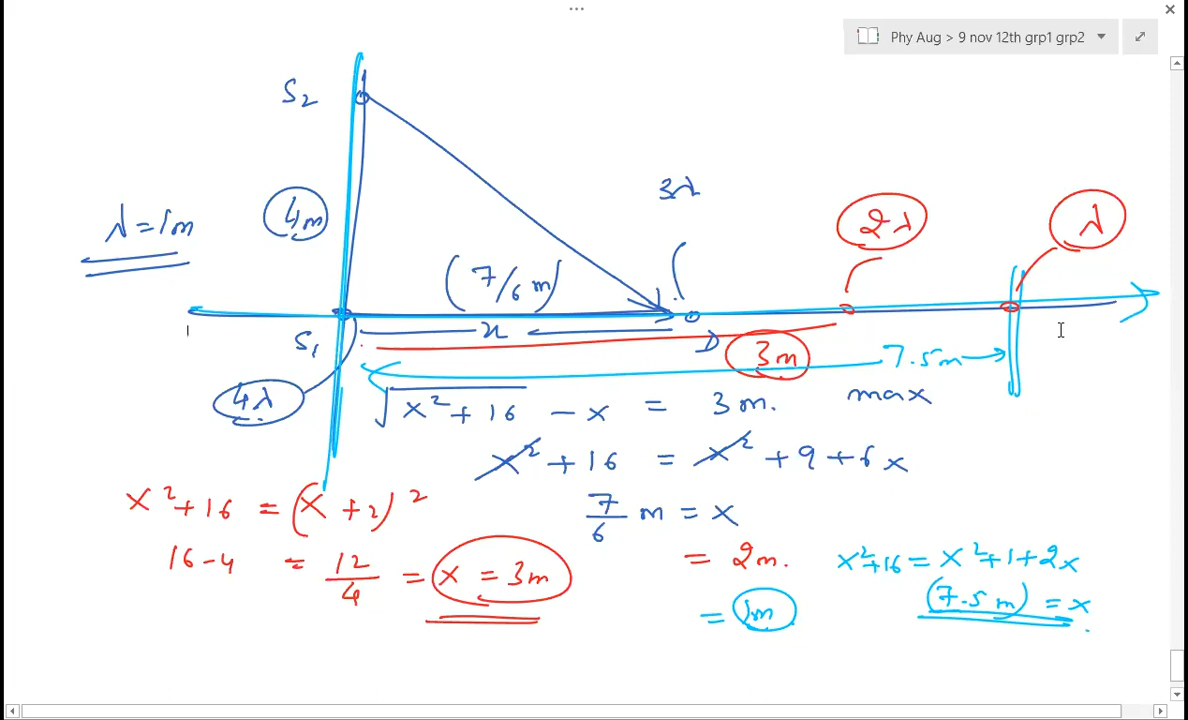 Phy Aug > 9 nov 12th grp1 grp2
S₂
3λ
λ = 1m
4m
2λ
λ
(7/6 m)
S₁
x
D
3m
7.5m
4λ
√(x² + 16) - x = 3m.
max
x² + 16 = x² + 9 + 6x
x² + 16 = (x + 2)²
7/6 m = x
16 - 4 = 12/4 = x = 3m
= 2m.
x² + 16 = x² + 1 + 2x
= 1m
(7.5 m) = x